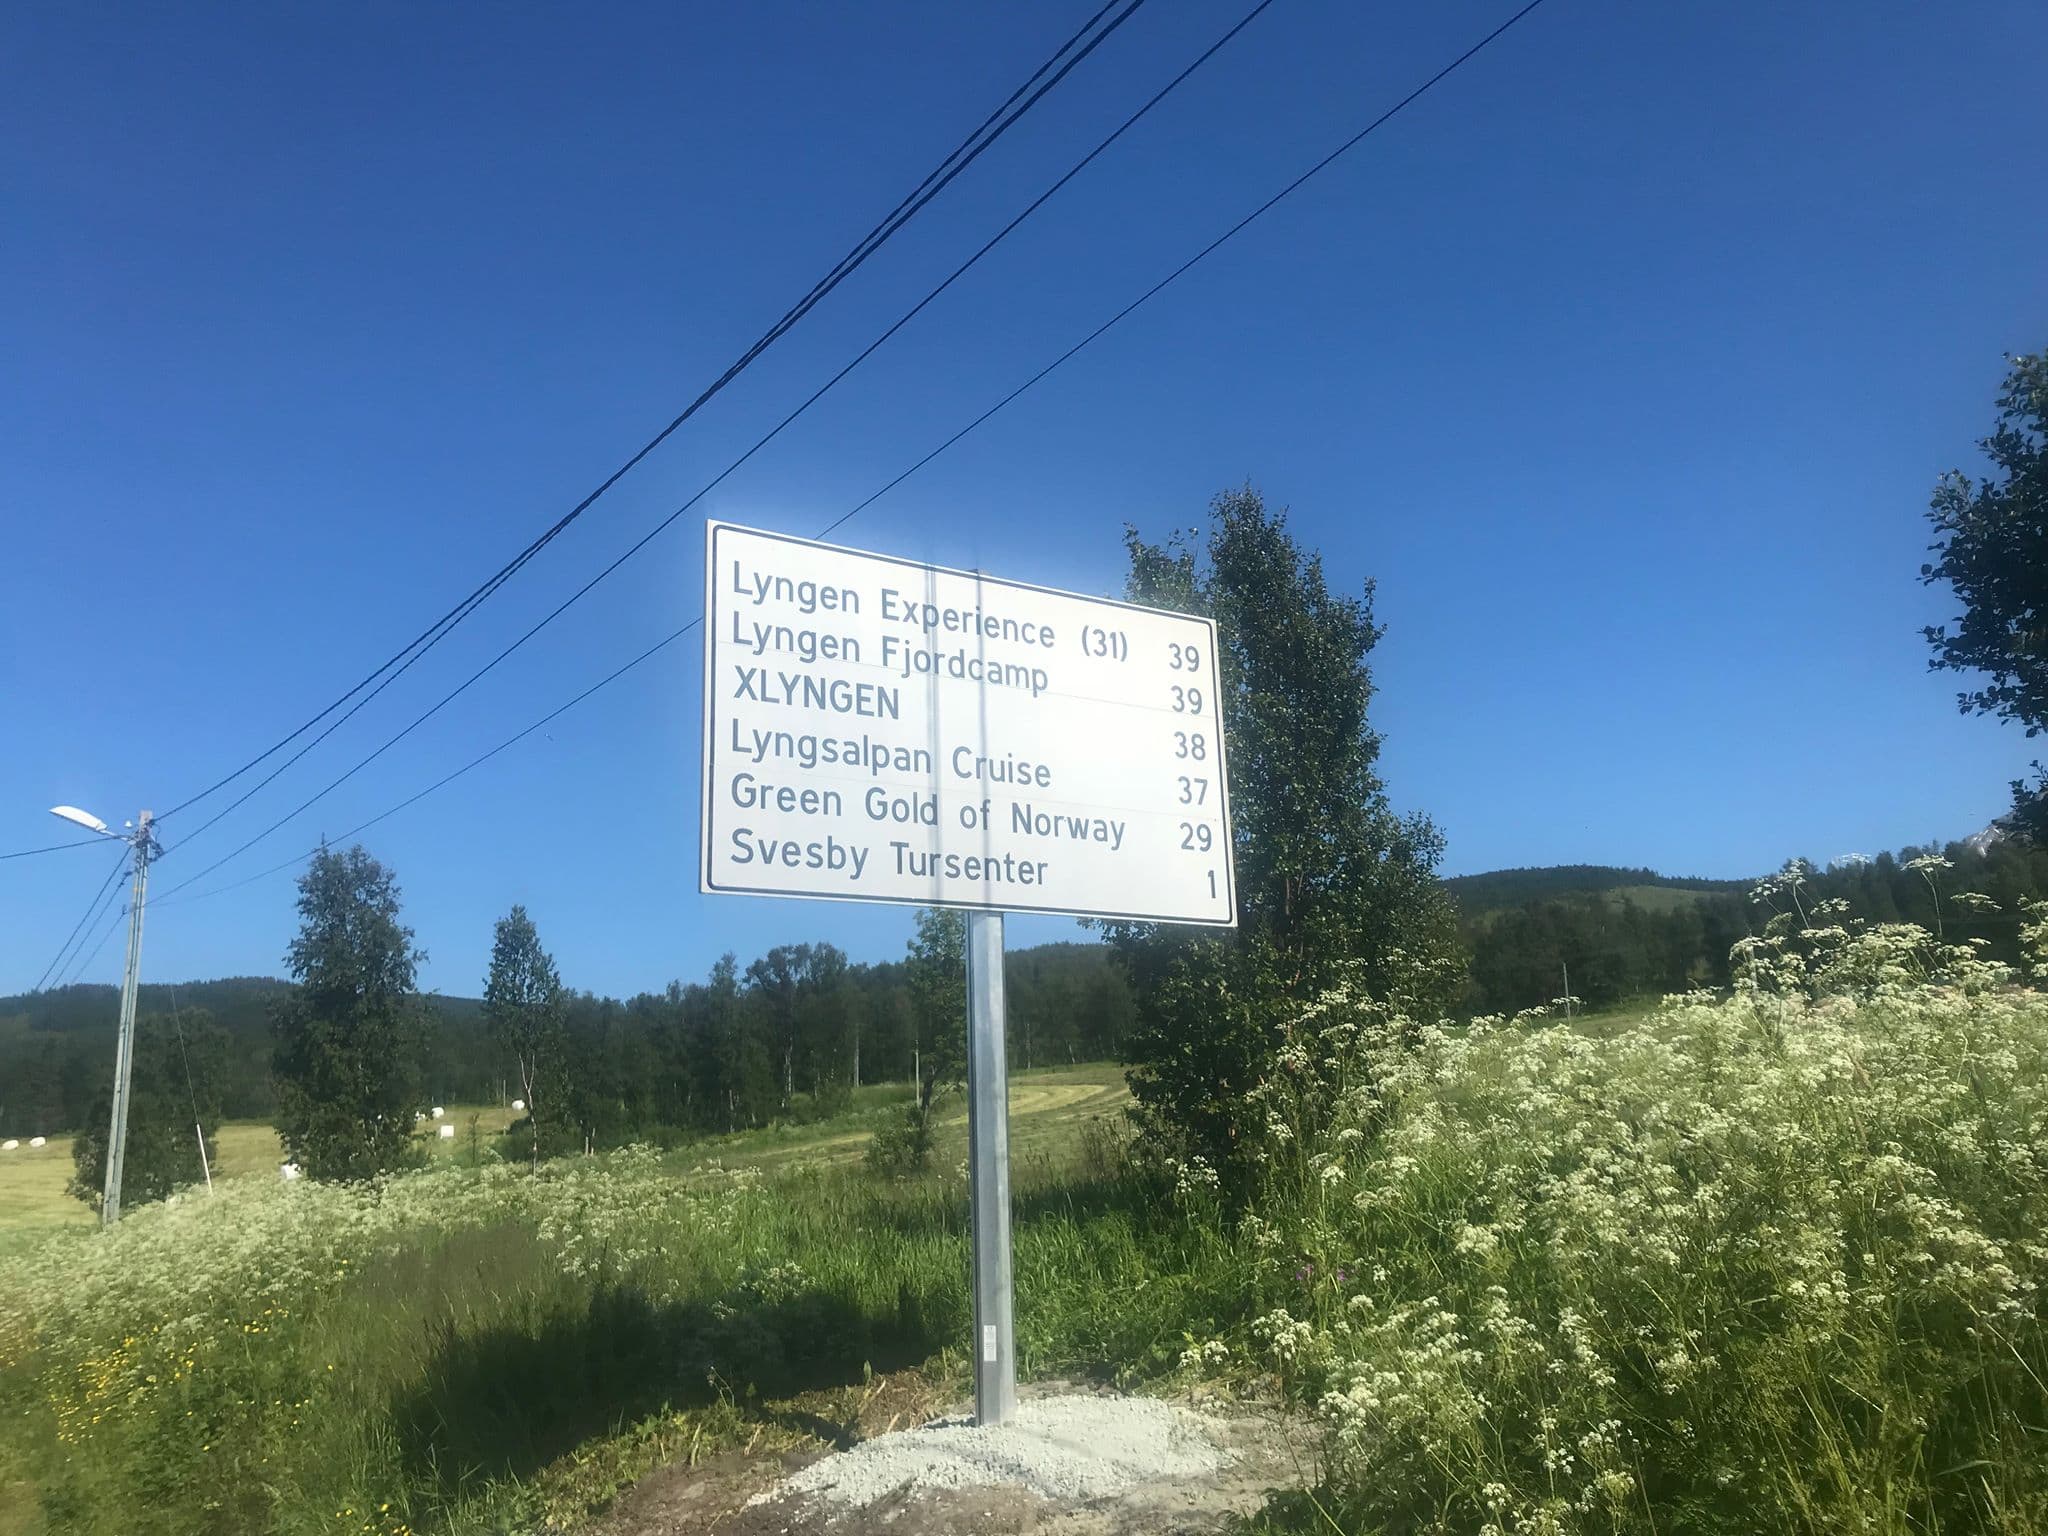 Lyngen Experience (31) 39
Lyngen Fjordcamp 39
XLYNGEN 38
Lyngsalpan Cruise 37
Green Gold of Norway 29
Svesby Tursenter 1